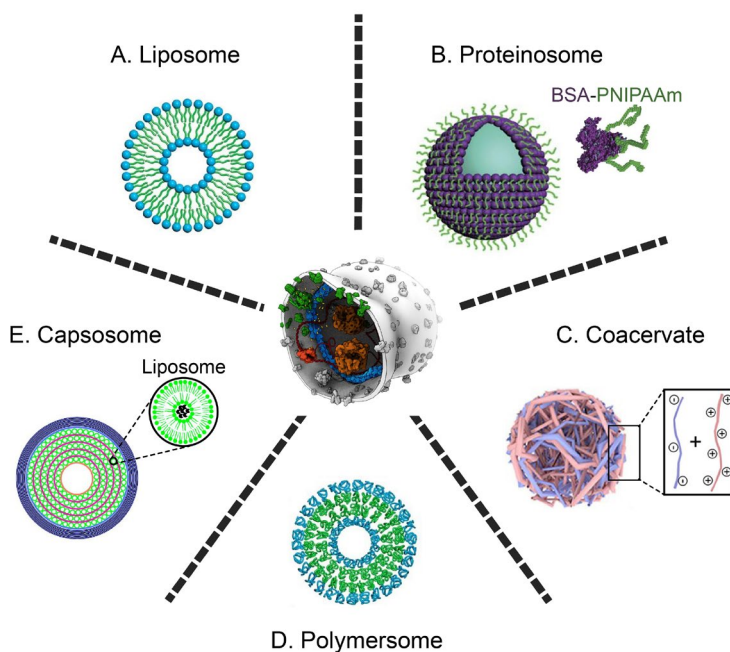 A. Liposome
B. Proteinosome
BSA-PNIPAAm
E. Capsosome
Liposome
C. Coacervate
- + +
- + +
- +
D. Polymersome